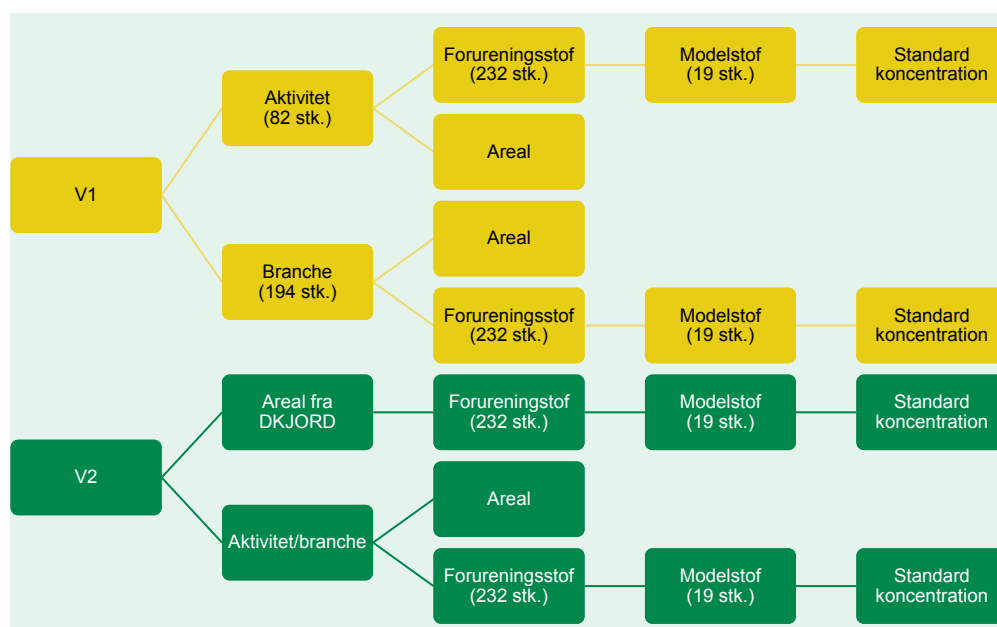 V1
Aktivitet
(82 stk.)
Forureningsstof
(232 stk.)
Modelstof
(19 stk.)
Standard
koncentration
Areal
Branche
(194 stk.)
Areal
Forureningsstof
(232 stk.)
Modelstof
(19 stk.)
Standard
koncentration
V2
Areal fra
DKJORD
Forureningstof
(232 stk.)
Modelstof
(19 stk.)
Standard
koncentration
Aktivitet/branche
Areal
Forureningsstof
(232 stk.)
Modelstof
(19 stk.)
Standard
koncentration